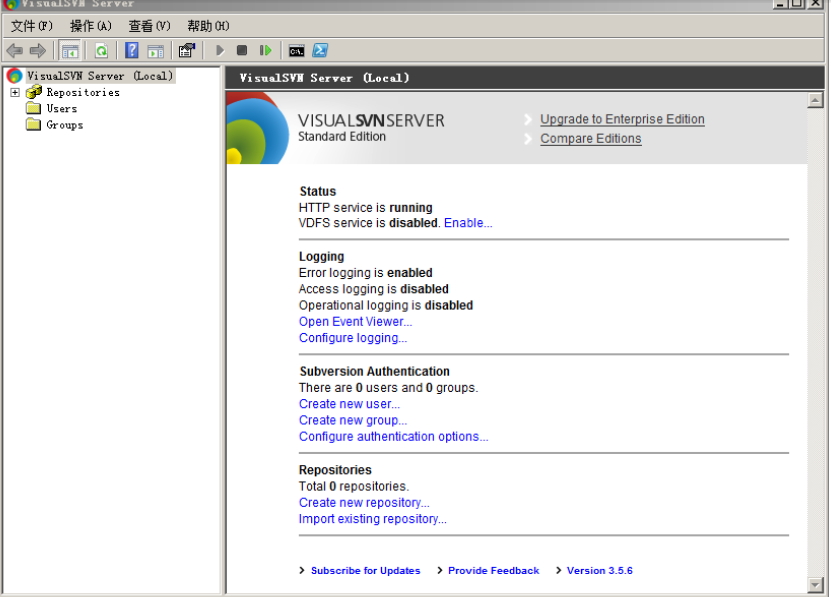 VisualSVN Server
文件(F) 操作(A) 查看(V) 帮助(H)
VisualSVN Server (Local)
Repositories
Users
Groups
VisualSVN Server (Local)
VISUALSVNSERVER
Standard Edition
Upgrade to Enterprise Edition
Compare Editions
Status
HTTP service is running
VDFS service is disabled. Enable...
Logging
Error logging is enabled
Access logging is disabled
Operational logging is disabled
Open Event Viewer...
Configure logging...
Subversion Authentication
There are 0 users and 0 groups.
Create new user...
Create new group...
Configure authentication options...
Repositories
Total 0 repositories.
Create new repository...
Import existing repository...
Subscribe for Updates Provide Feedback Version 3.5.6